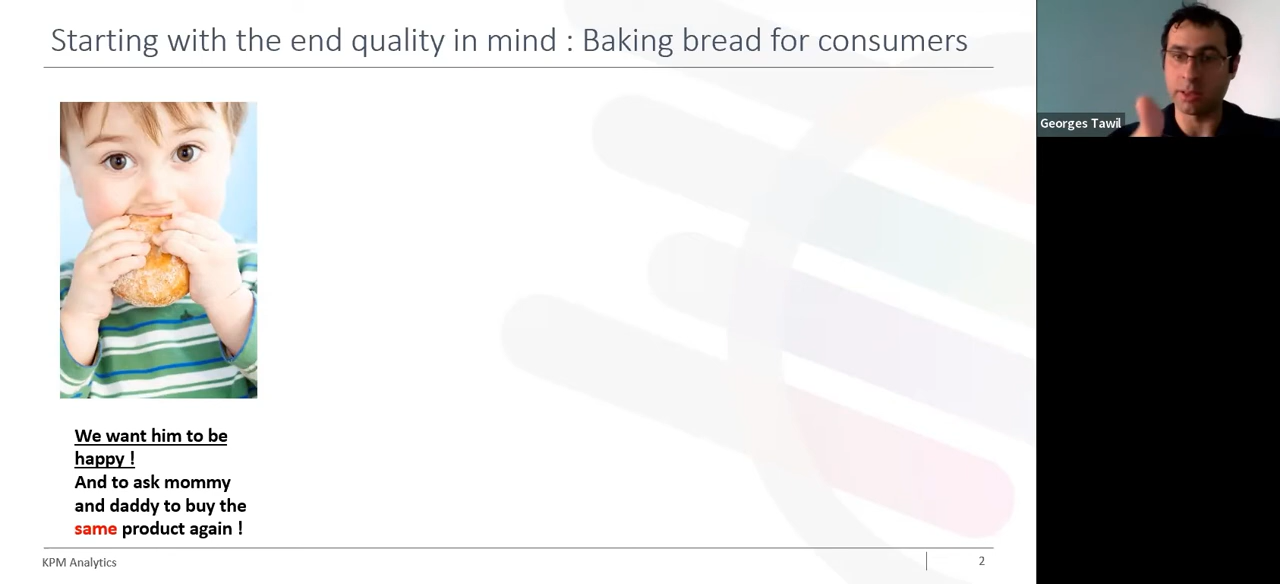 Starting with the end quality in mind : Baking bread for consumers
Georges Tawil
We want him to be
happy !
And to ask mommy
and daddy to buy the
same product again !
KPM Analytics
2